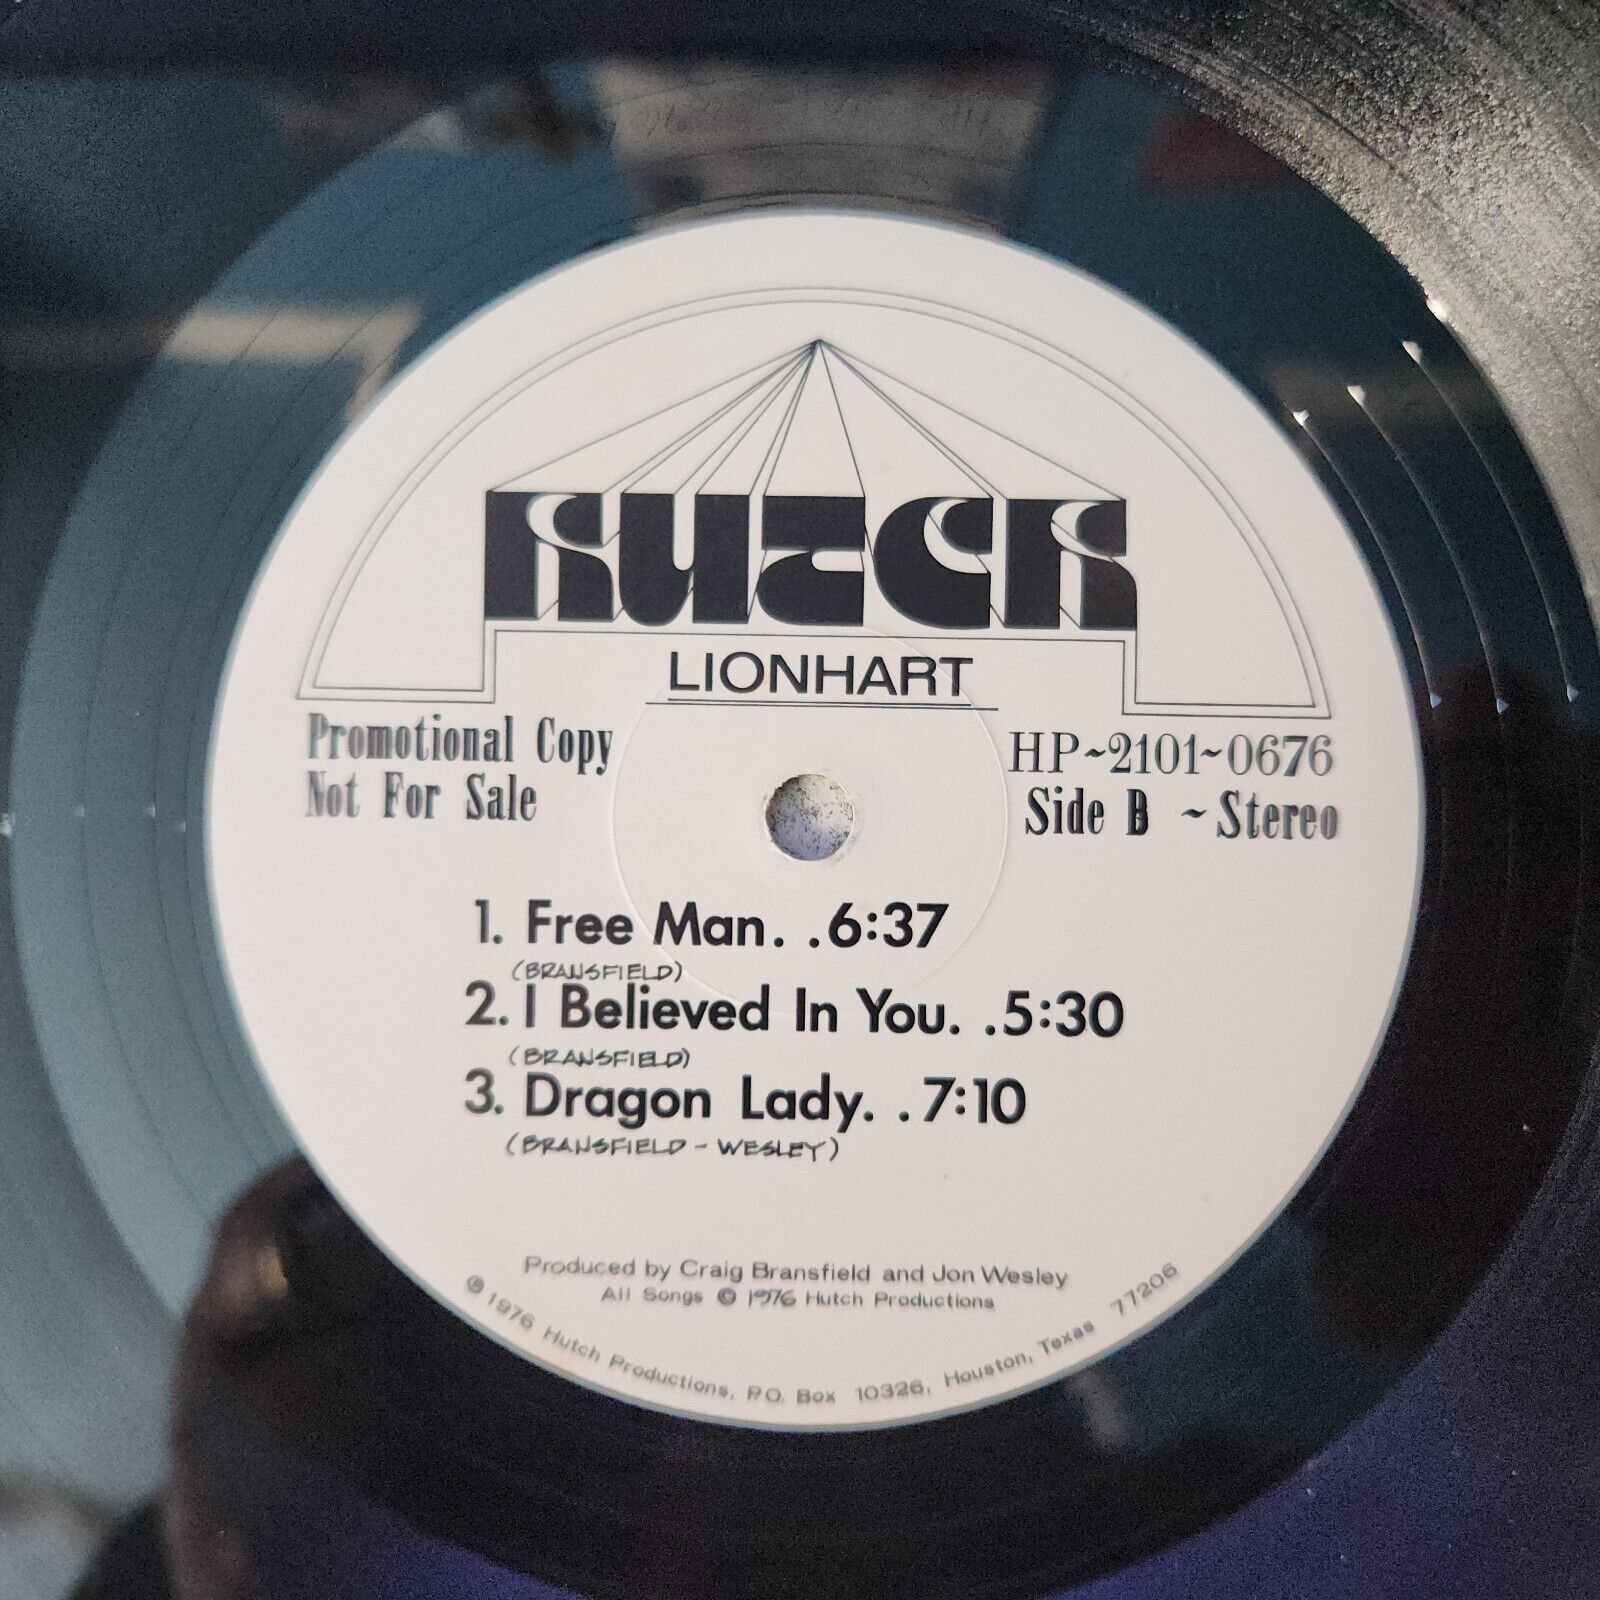 HUTCH
LIONHART
Promotional Copy
Not For Sale
HP~2101~0676
Side B ~Stereo
1. Free Man. .6:37
(BRANSFIELD)
2. I Believed In You. .5:30
(BRANSFIELD)
3. Dragon Lady. .7:10
(BRANSFIELD - WESLEY)
Produced by Craig Bransfield and Jon Wesley
All Songs © 1976 Hutch Productions
℗ 1976 Hutch Productions, P.O. Box 10326, Houston, Texas 77206